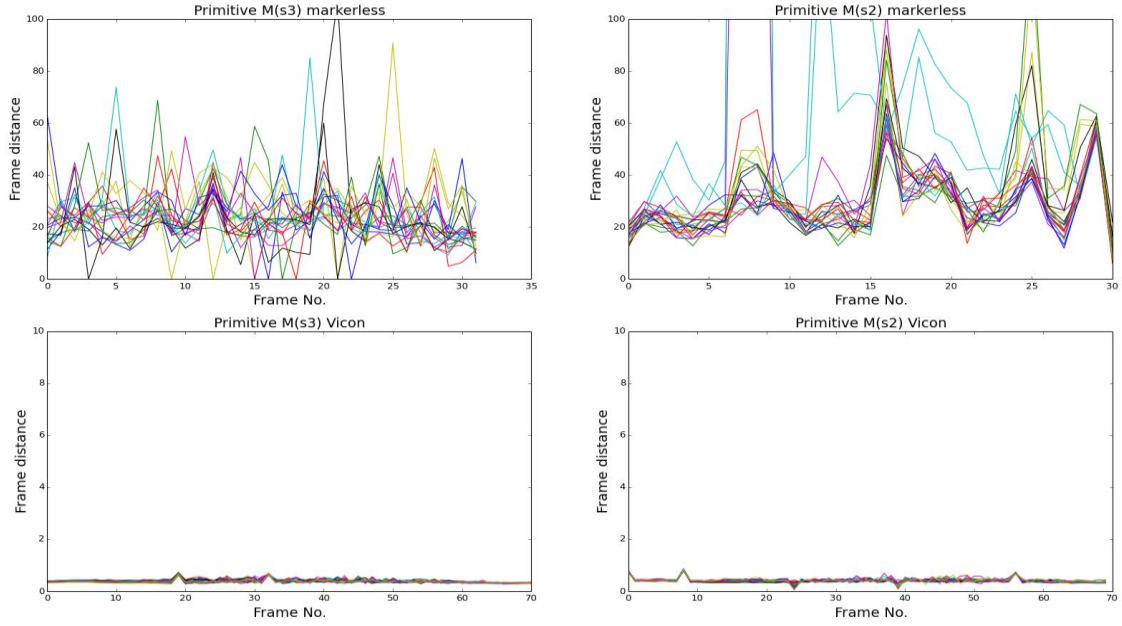 Primitive M(s3) markerless
100
80
60
40
20
0
Frame distance
0 5 10 15 20 25 30 35
Frame No.
Primitive M(s2) markerless
100
80
60
40
20
0
Frame distance
0 5 10 15 20 25 30
Frame No.
Primitive M(s3) Vicon
10
8
6
4
2
0
Frame distance
0 10 20 30 40 50 60 70
Frame No.
Primitive M(s2) Vicon
10
8
6
4
2
0
Frame distance
0 10 20 30 40 50 60 70
Frame No.